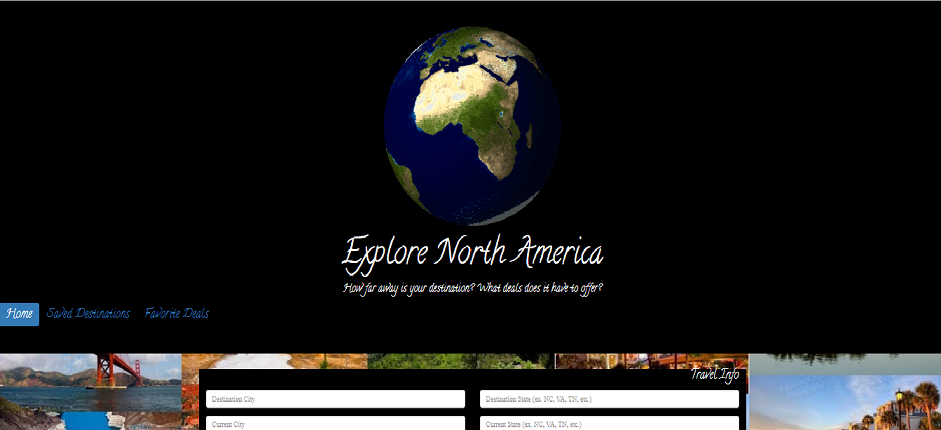 Explore North America
How far away is your destination? What deals does it have to offer?
Home Saved Destinations Favorite Deals
Travel Info
Destination City Destination State (ex. NC, VA, TN, etc.)
Current City Current State (ex. NC, VA, TN, etc.)